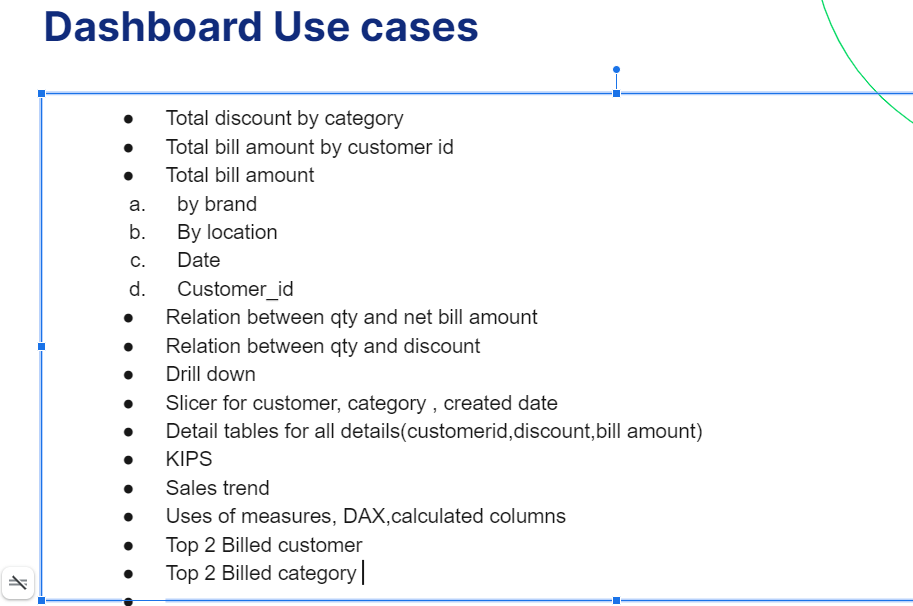 Dashboard Use cases
● Total discount by category
● Total bill amount by customer id
● Total bill amount
a. by brand
b. By location
c. Date
d. Customer_id
● Relation between qty and net bill amount
● Relation between qty and discount
● Drill down
● Slicer for customer, category , created date
● Detail tables for all details(customerid,discount,bill amount)
● KIPS
● Sales trend
● Uses of measures, DAX,calculated columns
● Top 2 Billed customer
● Top 2 Billed category
●